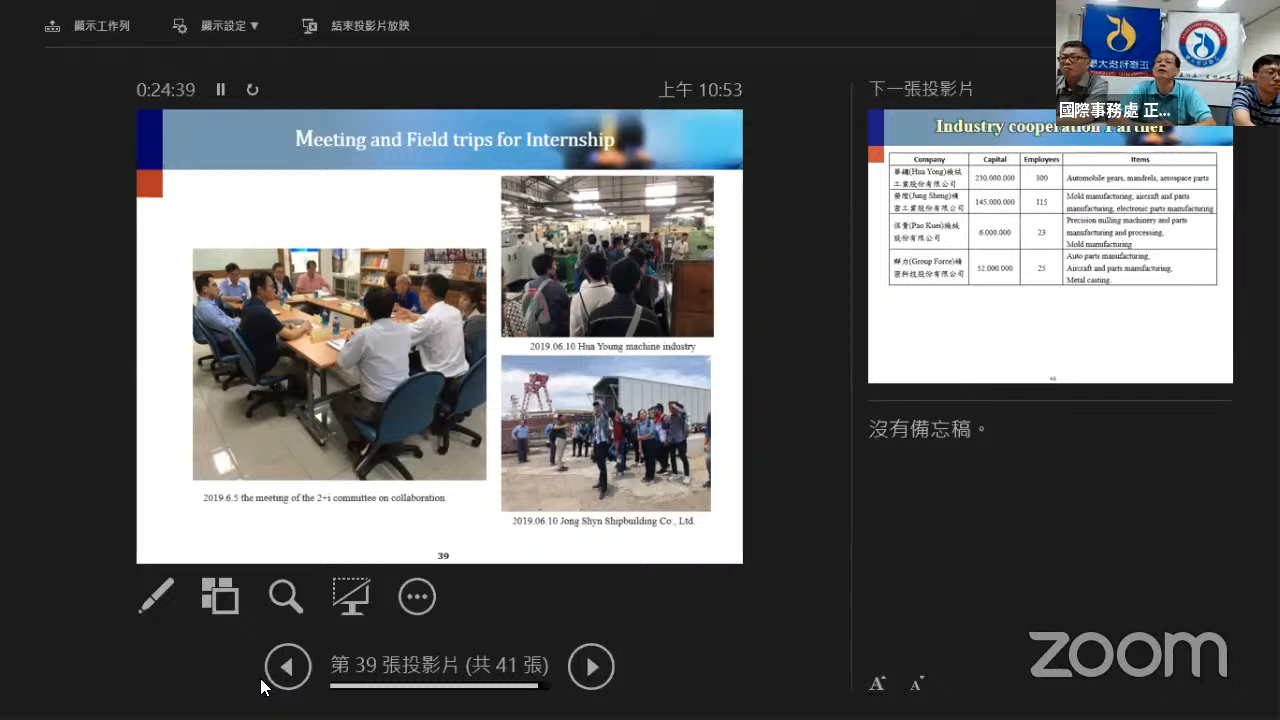 顯示工作列
顯示設定 ▼
結束投影片放映
0:24:39
上午 10:53
Meeting and Field trips for Internship
2019.06.10 Hua Young machine industry
2019.6.5 the meeting of the 2+i committee on collaboration
2019.06.10 Jong Shyn Shipbuilding Co., Ltd.
39
第 39 張投影片 (共 41 張)
下一張投影片
國際事務處 正...
Industry cooperation Partner
Company Capital Employees Items
(Hua Yong)機械 230.000.000 300 Automobile gears, mandrels, aerospace parts
工業股份有限公司
(Jung Sheng)精 145.000.000 115 Mold manufacturing, aircraft and parts
密工業股份有限公司 manufacturing, electronic parts manufacturing
(Pao Kuei)機械 6.000.000 23 Precision milling machinery and parts
股份有限公司 manufacturing and processing,
Mold manufacturing
群力(Group Force)精 52.000.000 25 Auto parts manufacturing,
密科技股份有限公司 Aircraft and parts manufacturing,
Metal casting.
40
沒有備忘稿。
A A
zoom